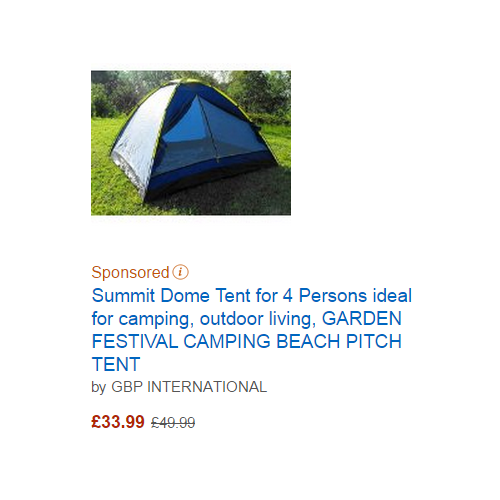 Sponsored
Summit Dome Tent for 4 Persons ideal
for camping, outdoor living, GARDEN
FESTIVAL CAMPING BEACH PITCH
TENT
by GBP INTERNATIONAL
£33.99 £49.99